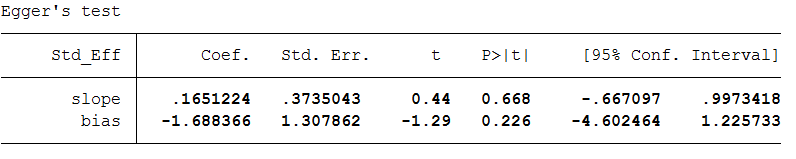 Egger's test
Std_Eff Coef. Std. Err. t P>|t| [95% Conf. Interval]
slope .1651224 .3735043 0.44 0.668 -.667097 .9973418
bias -1.688366 1.307862 -1.29 0.226 -4.602464 1.225733